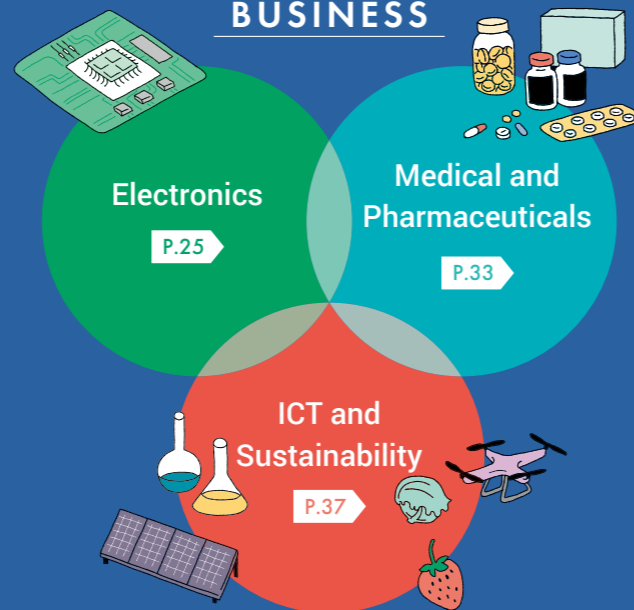 BUSINESS
Electronics
P.25
Medical and
Pharmaceuticals
P.33
ICT and
Sustainability
P.37